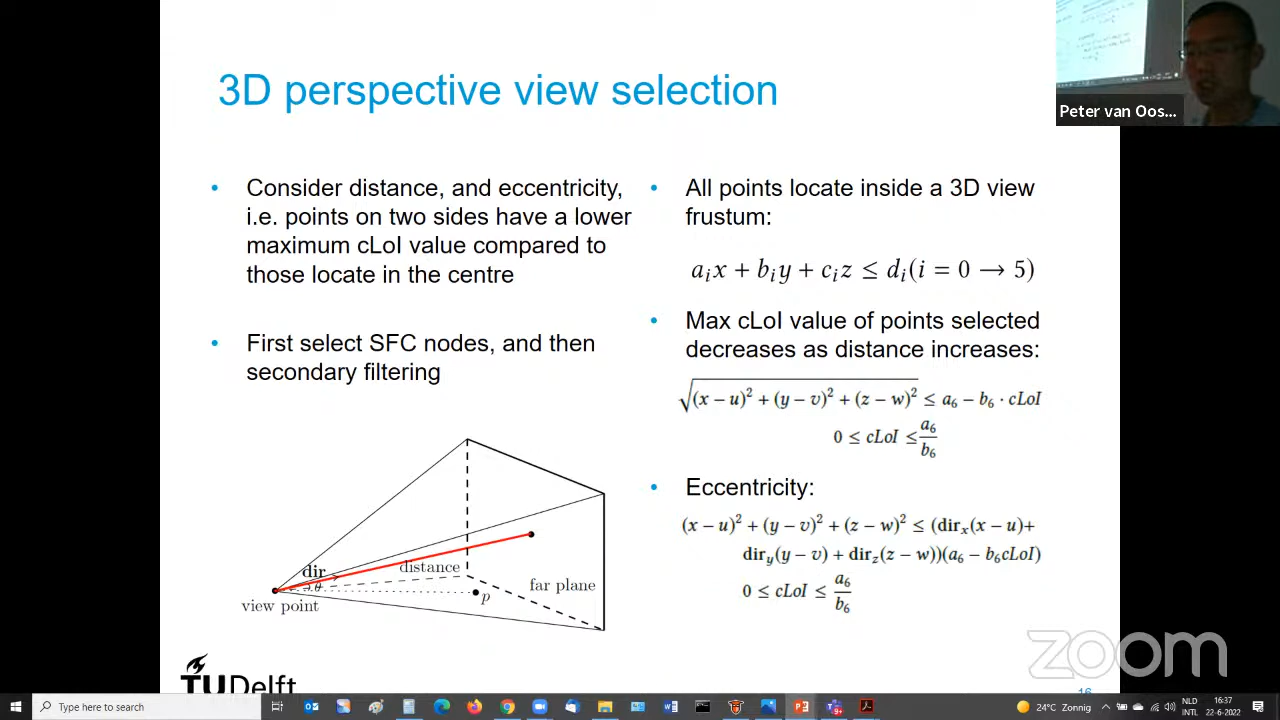 3D perspective view selection
Peter van Oos...
• Consider distance, and eccentricity,
i.e. points on two sides have a lower
maximum cLoI value compared to
those locate in the centre
• First select SFC nodes, and then
secondary filtering
dir
θ
distance
far plane
p
view point
• All points locate inside a 3D view
frustum:
aᵢx + bᵢy + cᵢz ≤ dᵢ(i = 0 → 5)
• Max cLoI value of points selected
decreases as distance increases:
√(x − u)² + (y − v)² + (z − w)² ≤ a₆ − b₆ · cLoI
0 ≤ cLoI ≤ a₆/b₆
• Eccentricity:
(x − u)² + (y − v)² + (z − w)² ≤ (dirₓ(x − u)+
dirᵧ(y − v) + dir_z(z − w))(a₆ − b₆cLoI)
0 ≤ cLoI ≤ a₆/b₆
zoom
TUDelft
16
Type here to search
24°C Zonnig
NLD
INTL
16:37
22-6-2022